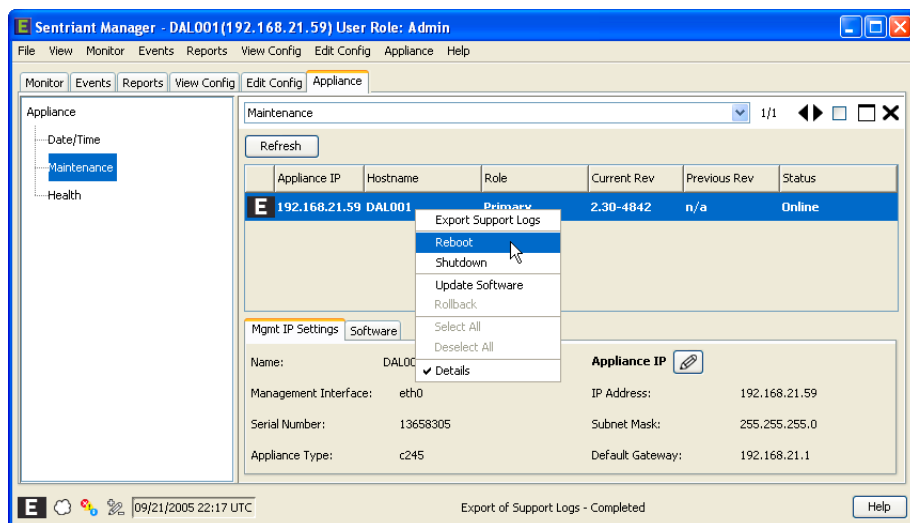 E Sentriant Manager - DAL001(192.168.21.59) User Role: Admin
File View Monitor Events Reports View Config Edit Config Appliance Help
Monitor Events Reports View Config Edit Config Appliance
Appliance
Date/Time
Maintenance
Health
Maintenance 1/1
Refresh
Appliance IP Hostname Role Current Rev Previous Rev Status
E 192.168.21.59 DAL001 Primary 2.30-4842 n/a Online
Export Support Logs
Reboot
Shutdown
Update Software
Rollback
Select All
Deselect All
Details
Mgmt IP Settings Software
Name: Appliance IP
Management Interface: eth0 IP Address: 192.168.21.59
Serial Number: 13658305 Subnet Mask: 255.255.255.0
Appliance Type: c245 Default Gateway: 192.168.21.1
E 09/21/2005 22:17 UTC Export of Support Logs - Completed Help